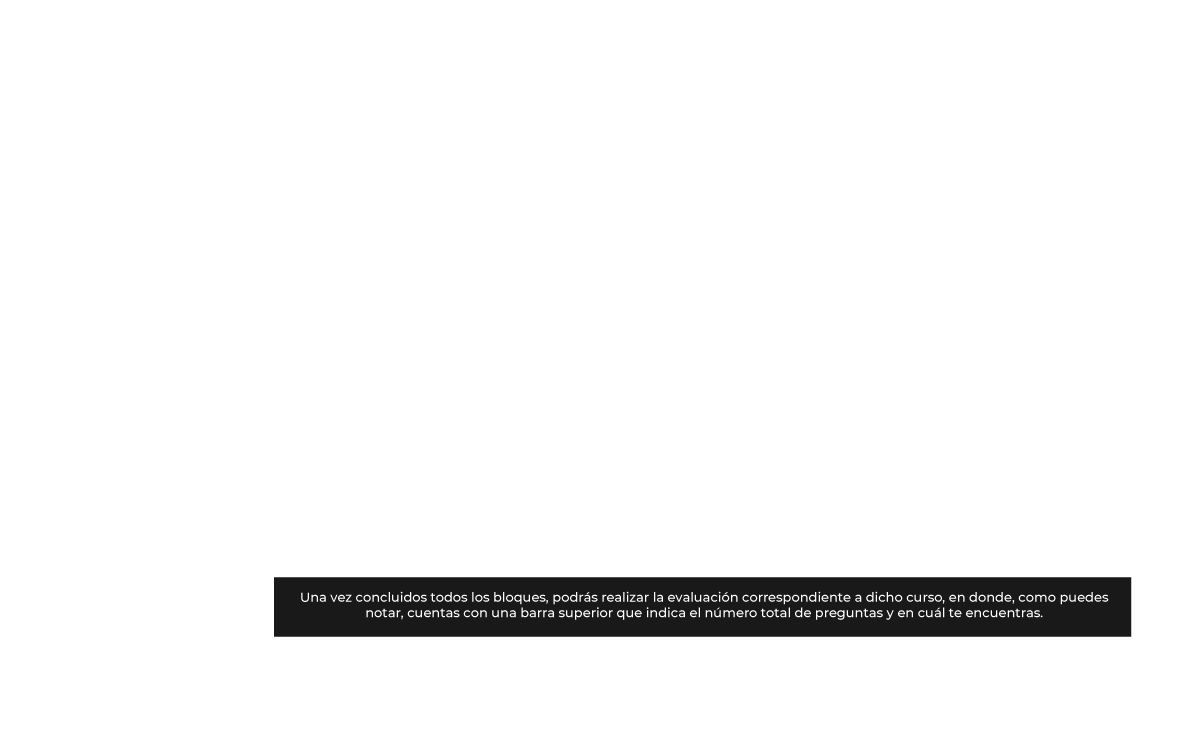 Una vez concluidos todos los bloques, podrás realizar la evaluación correspondiente a dicho curso, en donde, como puedes
notar, cuentas con una barra superior que indica el número total de preguntas y en cuál te encuentras.